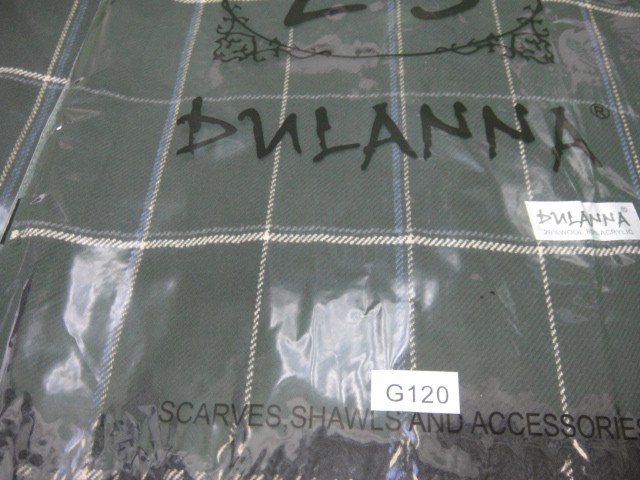 DULANNA®
DULANNA
G120
SCARVES,SHAWLS AND ACCESSORIES